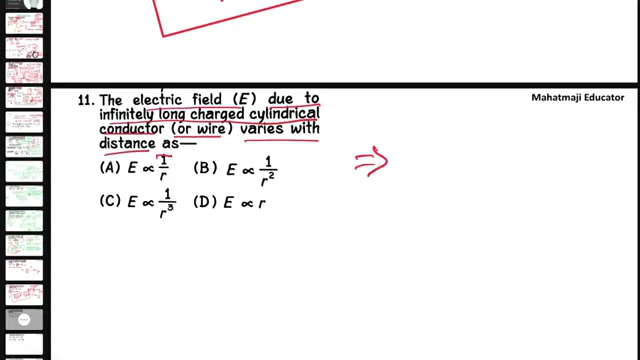 11. The electric field (E) due to
infinitely long charged cylindrical
conductor (or wire) varies with
distance as—
(A) E ∝ 1/r (B) E ∝ 1/r²
(C) E ∝ 1/r³ (D) E ∝ r
Mahatmaji Educator